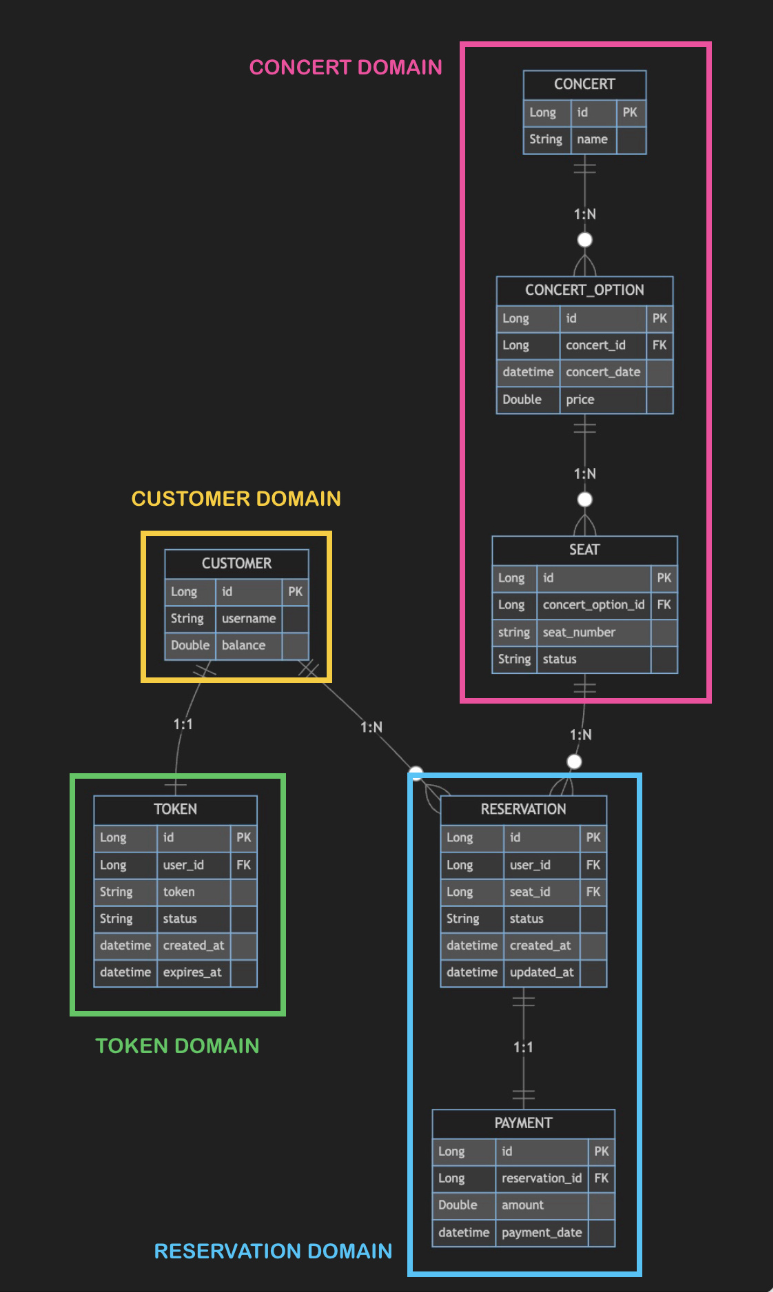 CONCERT DOMAIN
CONCERT
Long id PK
String name
1:N
CONCERT_OPTION
Long id PK
Long concert_id FK
datetime concert_date
Double price
1:N
SEAT
Long id PK
Long concert_option_id FK
string seat_number
String status
CUSTOMER DOMAIN
CUSTOMER
Long id PK
String username
Double balance
1:1
1:N
1:N
TOKEN
Long id PK
Long user_id FK
String token
String status
datetime created_at
datetime expires_at
TOKEN DOMAIN
RESERVATION
Long id PK
Long user_id FK
Long seat_id FK
String status
datetime created_at
datetime updated_at
1:1
PAYMENT
Long id PK
Long reservation_id FK
Double amount
datetime payment_date
RESERVATION DOMAIN